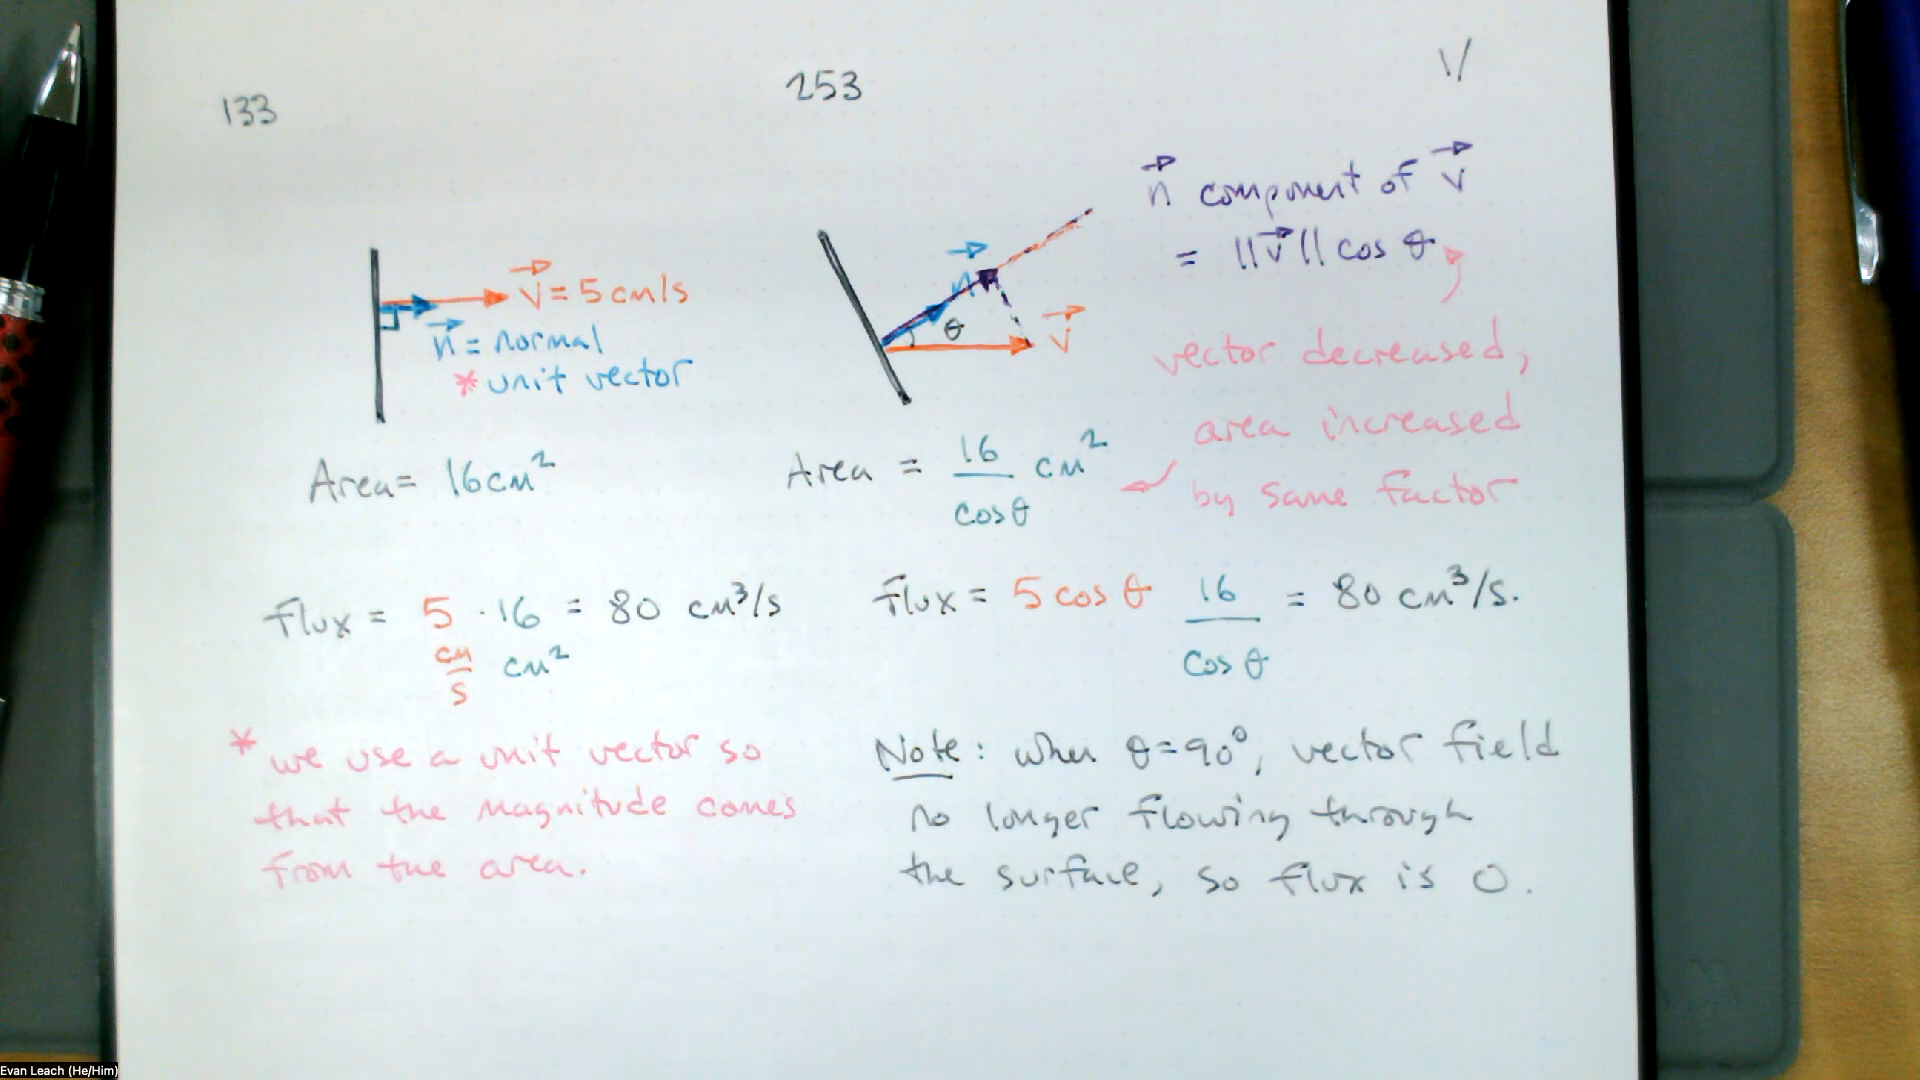 133
253
V
v = 5 cm/s
n = normal
* unit vector
Area = 16 cm²
Flux = 5 · 16 = 80 cm³/s
cm/s cm²
* we use a unit vector so
that the magnitude comes
from the area.
n
θ
v
n component of v
= ||v|| cos θ
vector decreased,
area increased
by same factor
Area = 16/cos θ cm²
Flux = 5 cos θ 16/cos θ = 80 cm³/s.
Note: when θ=90°, vector field
no longer flowing through
the surface, so flux is 0.
Evan Leach (He/Him)